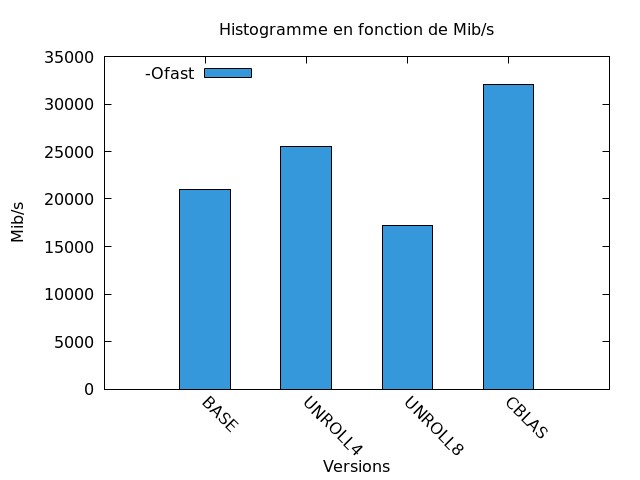 Histogramme en fonction de Mib/s
35000
30000
25000
20000
15000
10000
5000
0
Mib/s
-Ofast
BASE
UNROLL4
UNROLL8
CBLAS
Versions